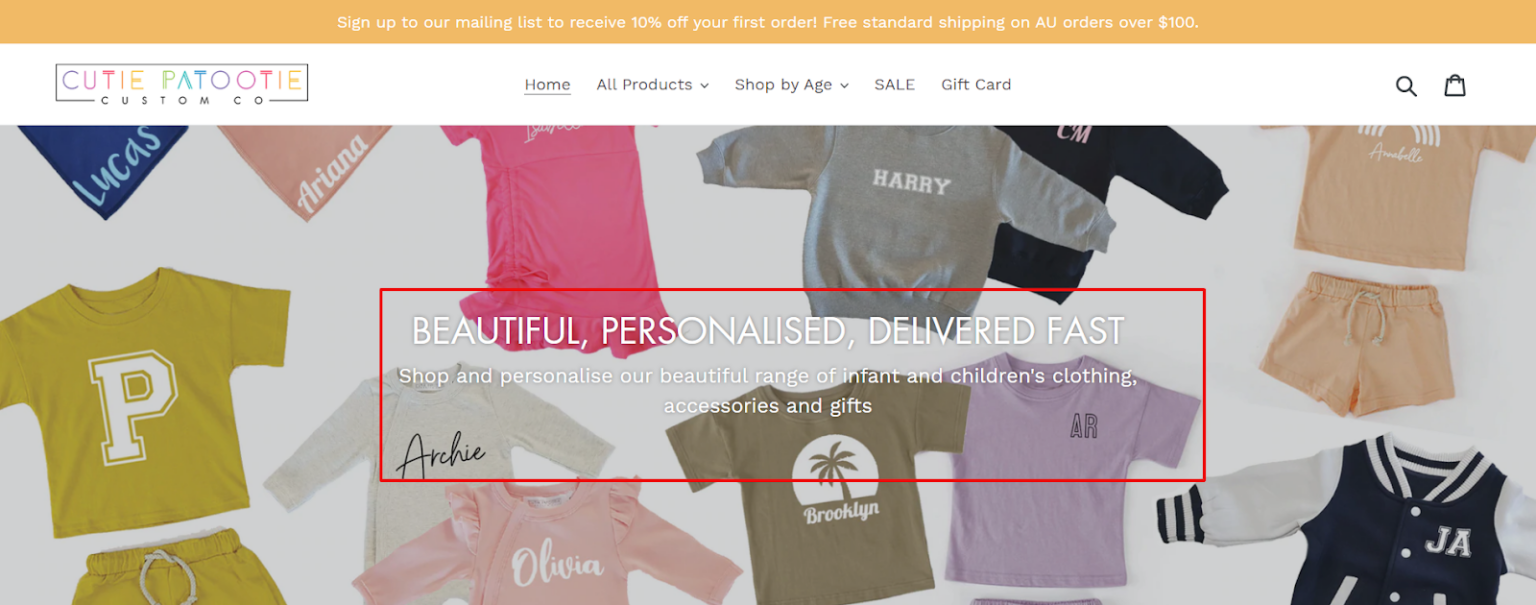 Sign up to our mailing list to receive 10% off your first order! Free standard shipping on AU orders over $100.
CUTIE PATOOTIE
CUSTOM CO
Home All Products Shop by Age SALE Gift Card
Lucas
Ariana
HARRY
CM
Annabelle
P
BEAUTIFUL, PERSONALISED, DELIVERED FAST
Shop and personalise our beautiful range of infant and children's clothing,
accessories and gifts
AR
Archie
Brooklyn
Olivia
JA